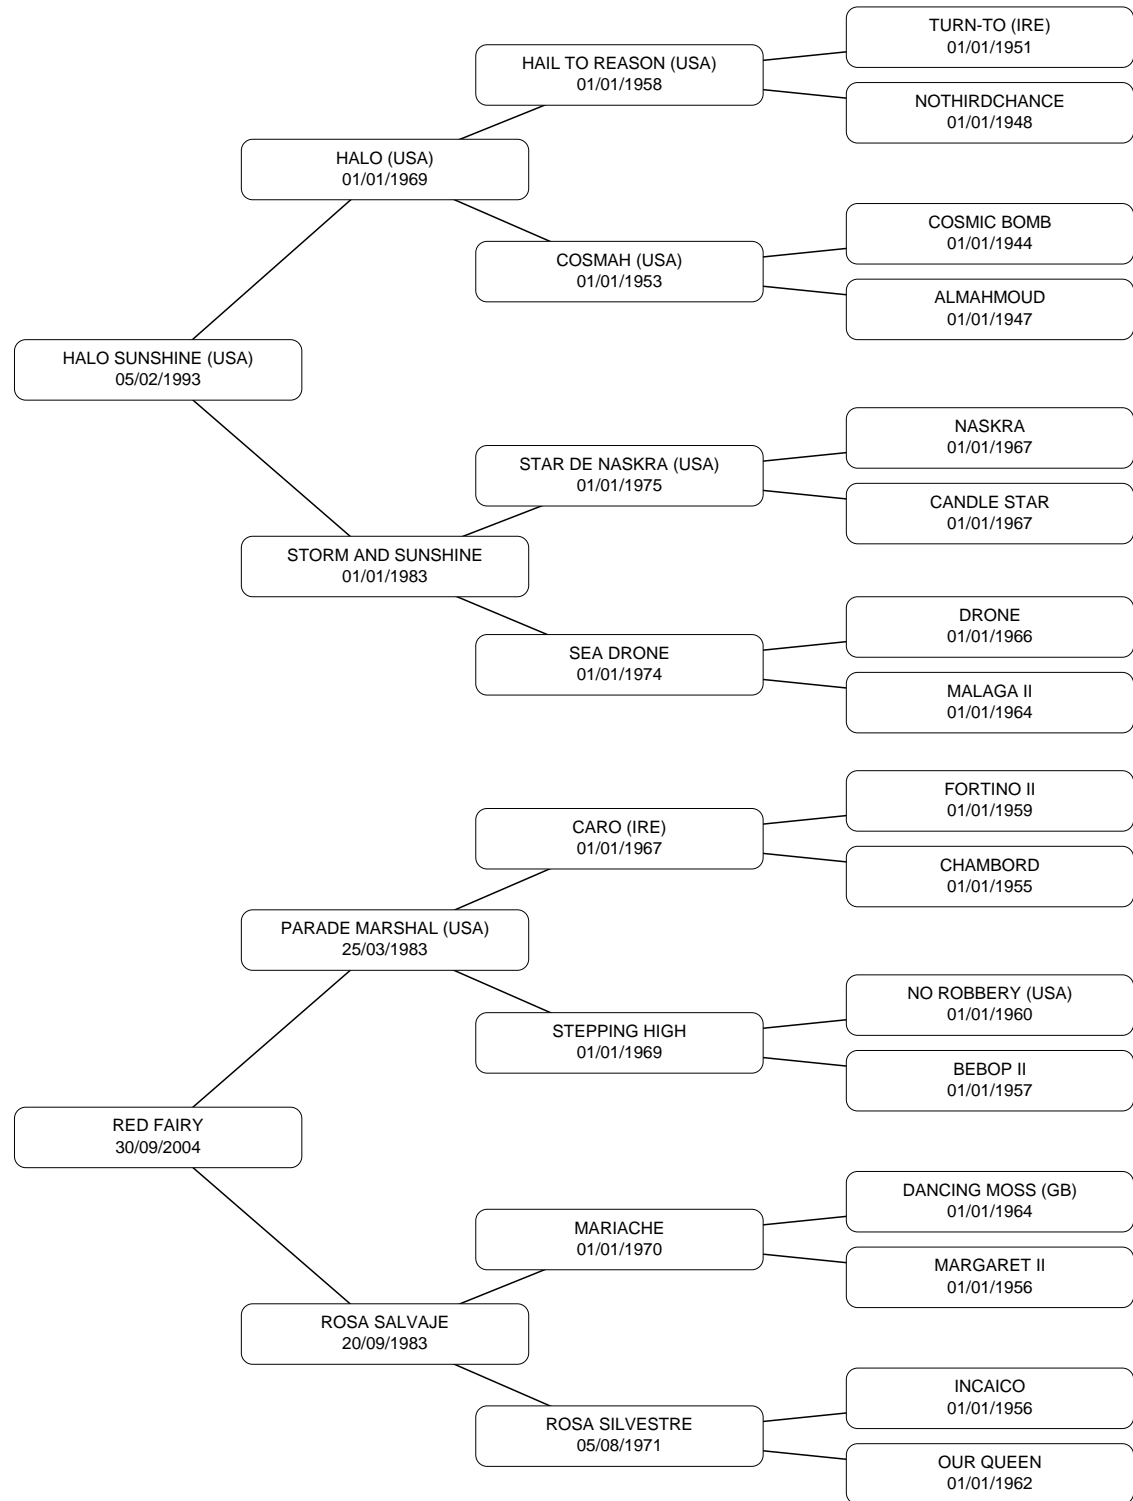 TURN-TO (IRE)
01/01/1951
HAIL TO REASON (USA)
01/01/1958
NOTHIRDCHANCE
01/01/1948
HALO (USA)
01/01/1969
COSMIC BOMB
01/01/1944
COSMAH (USA)
01/01/1953
ALMAHMOUD
01/01/1947
HALO SUNSHINE (USA)
05/02/1993
NASKRA
01/01/1967
STAR DE NASKRA (USA)
01/01/1975
CANDLE STAR
01/01/1967
STORM AND SUNSHINE
01/01/1983
DRONE
01/01/1966
SEA DRONE
01/01/1974
MALAGA II
01/01/1964
FORTINO II
01/01/1959
CARO (IRE)
01/01/1967
CHAMBORD
01/01/1955
PARADE MARSHAL (USA)
25/03/1983
NO ROBBERY (USA)
01/01/1960
STEPPING HIGH
01/01/1969
BEBOP II
01/01/1957
RED FAIRY
30/09/2004
DANCING MOSS (GB)
01/01/1964
MARIACHE
01/01/1970
MARGARET II
01/01/1956
ROSA SALVAJE
20/09/1983
INCAICO
01/01/1956
ROSA SILVESTRE
05/08/1971
OUR QUEEN
01/01/1962